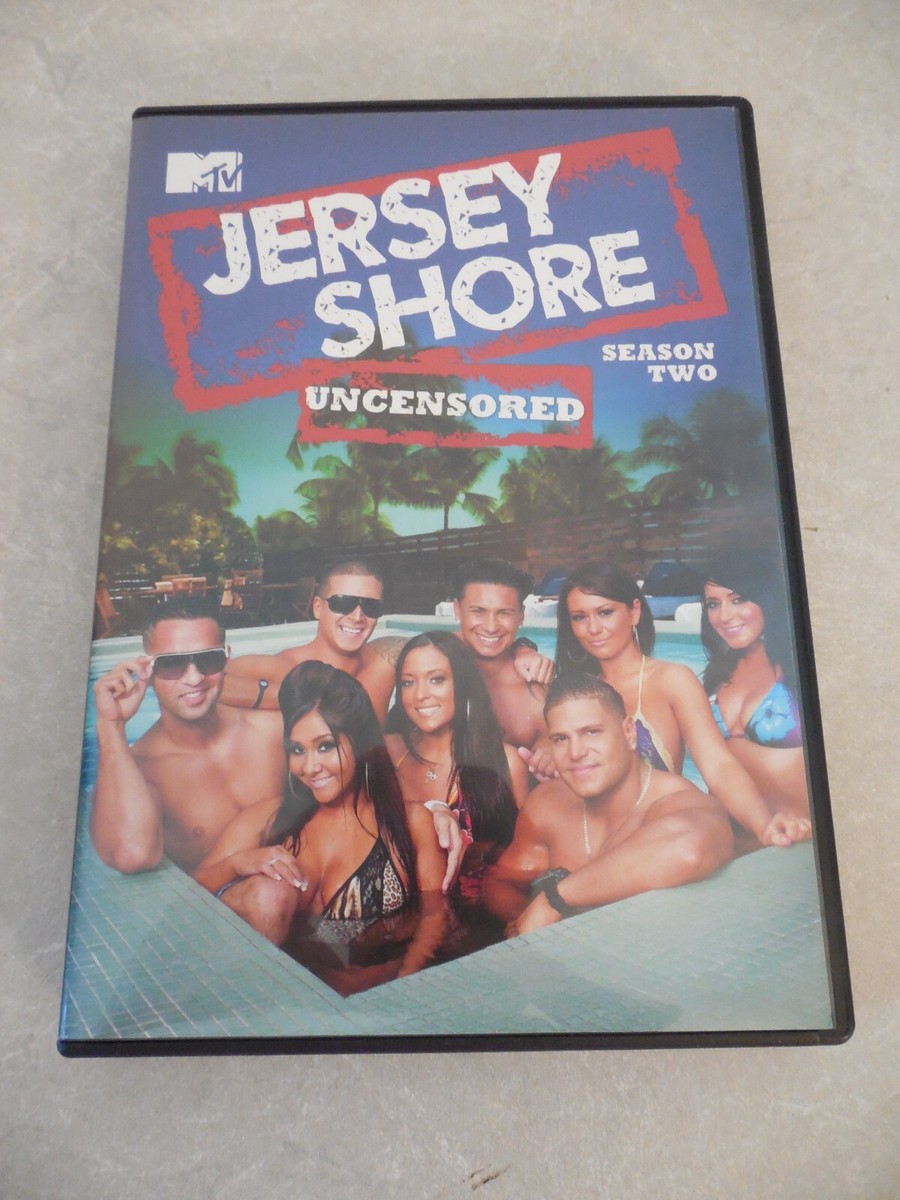 MTV
JERSEY
SHORE
SEASON
TWO
UNCENSORED